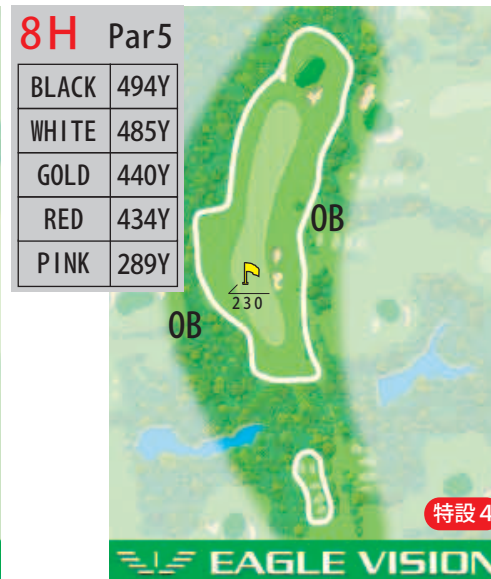 8H Par5
BLACK 494Y
WHITE 485Y
GOLD 440Y
RED 434Y
PINK 289Y
OB
230
OB
特設4
EAGLE VISION